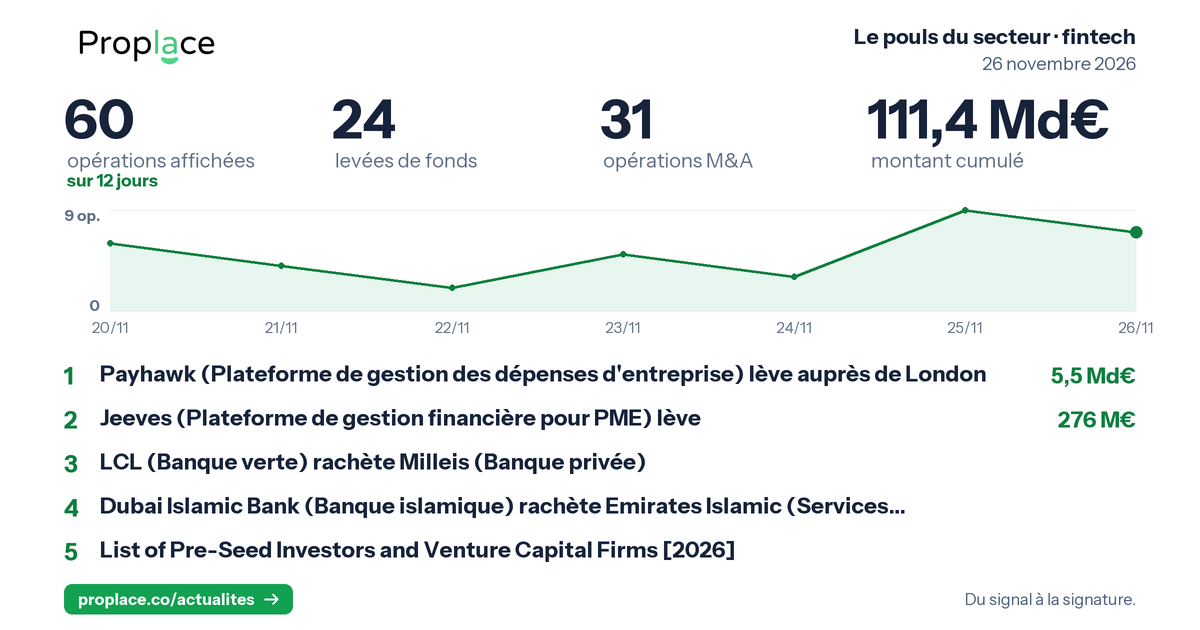 Proplace
Le pouls du secteur · fintech
26 novembre 2026
60
opérations affichées
sur 12 jours
24
levées de fonds
31
opérations M&A
111,4 Md€
montant cumulé
9 op.
0
20/11 21/11 22/11 23/11 24/11 25/11 26/11
1 Payhawk (Plateforme de gestion des dépenses d'entreprise) lève auprès de London 5,5 Md€
2 Jeeves (Plateforme de gestion financière pour PME) lève 276 M€
3 LCL (Banque verte) rachète Milleis (Banque privée)
4 Dubai Islamic Bank (Banque islamique) rachète Emirates Islamic (Services...
5 List of Pre-Seed Investors and Venture Capital Firms [2026]
proplace.co/actualites →
Du signal à la signature.